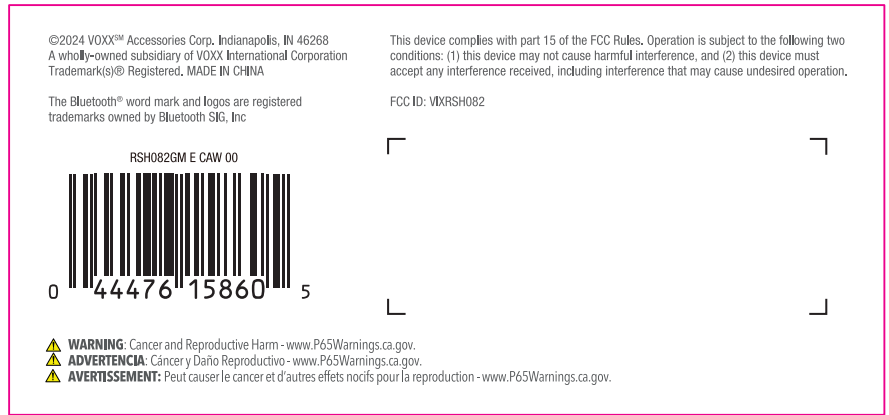 ©2024 VOXX℠ Accessories Corp. Indianapolis, IN 46268
A wholly-owned subsidiary of VOXX International Corporation
Trademark(s)® Registered. MADE IN CHINA
The Bluetooth® word mark and logos are registered
trademarks owned by Bluetooth SIG, Inc
This device complies with part 15 of the FCC Rules. Operation is subject to the following two
conditions: (1) this device may not cause harmful interference, and (2) this device must
accept any interference received, including interference that may cause undesired operation.
FCC ID: VIXRSH082
RSH082GM E CAW 00
0 44476 15860 5
WARNING: Cancer and Reproductive Harm - www.P65Warnings.ca.gov.
ADVERTENCIA: Cáncer y Daño Reproductivo - www.P65Warnings.ca.gov.
AVERTISSEMENT: Peut causer le cancer et d'autres effets nocifs pour la reproduction - www.P65Warnings.ca.gov.